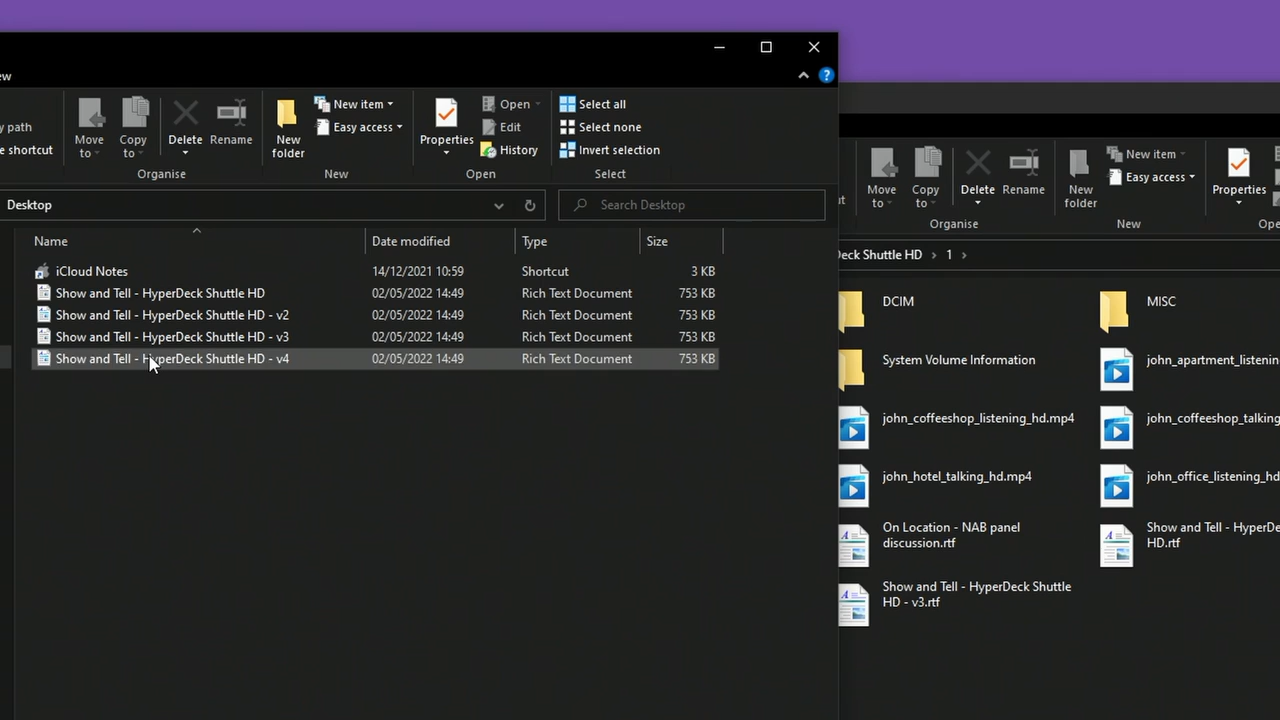 ew
y path
e shortcut
Move to
Copy to
Delete
Rename
Organise
New folder
New item
Easy access
New
Properties
Open
Edit
History
Open
Select all
Select none
Invert selection
Select
Desktop
Search Desktop
Name Date modified Type Size
iCloud Notes 14/12/2021 10:59 Shortcut 3 KB
Show and Tell - HyperDeck Shuttle HD 02/05/2022 14:49 Rich Text Document 753 KB
Show and Tell - HyperDeck Shuttle HD - v2 02/05/2022 14:49 Rich Text Document 753 KB
Show and Tell - HyperDeck Shuttle HD - v3 02/05/2022 14:49 Rich Text Document 753 KB
Show and Tell - HyperDeck Shuttle HD - v4 02/05/2022 14:49 Rich Text Document 753 KB
ut
Move to
Copy to
Delete
Rename
Organise
New folder
New item
Easy access
New
Properties
Ope
Deck Shuttle HD > 1 >
DCIM
MISC
System Volume Information
john_apartment_listenin
john_coffeeshop_listening_hd.mp4
john_coffeeshop_talking
john_hotel_talking_hd.mp4
john_office_listening_hd
On Location - NAB panel
discussion.rtf
Show and Tell - HyperDe
HD.rtf
Show and Tell - HyperDeck Shuttle
HD - v3.rtf